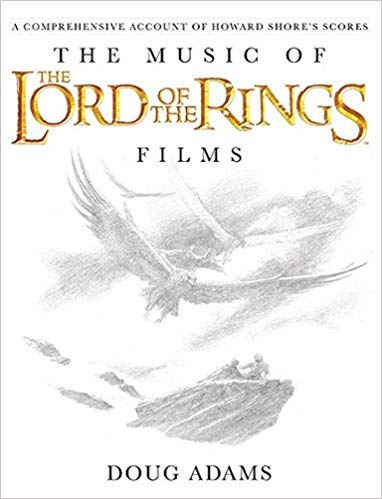 A COMPREHENSIVE ACCOUNT OF HOWARD SHORE'S SCORES
THE MUSIC OF
THE
LORD OF THE RINGS
FILMS
DOUG ADAMS